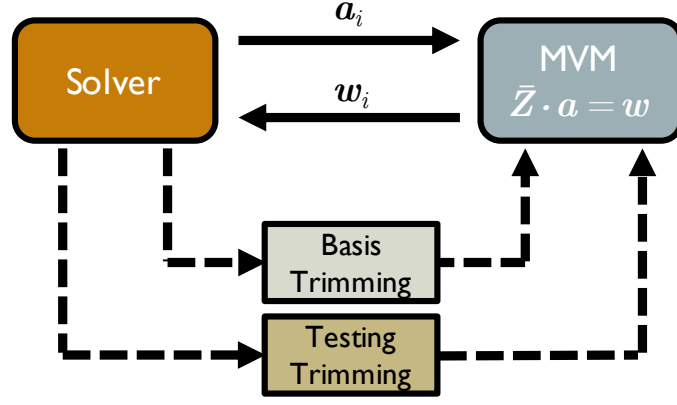 a_i
Solver
MVM
Z̄ · a = w
w_i
Basis
Trimming
Testing
Trimming